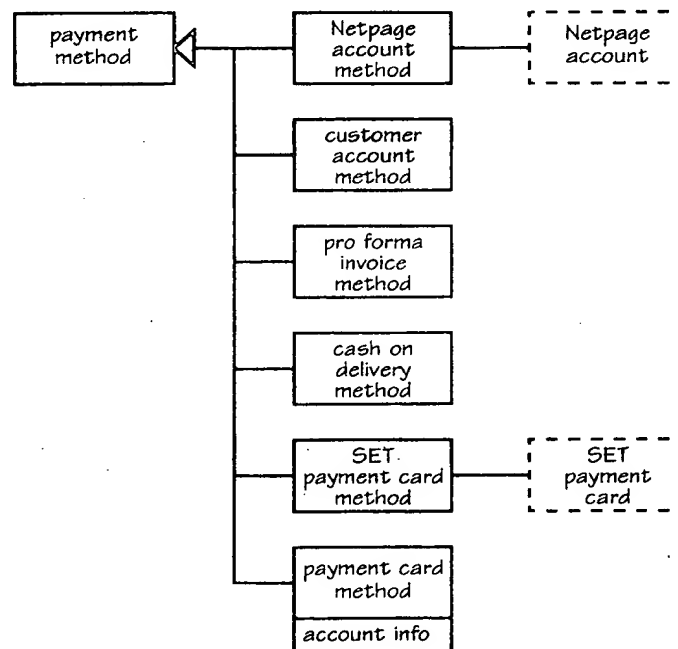 payment
method
Netpage
account
method
Netpage
account
customer
account
method
pro forma
invoice
method
cash on
delivery
method
SET
payment card
method
SET
payment
card
payment card
method
account info